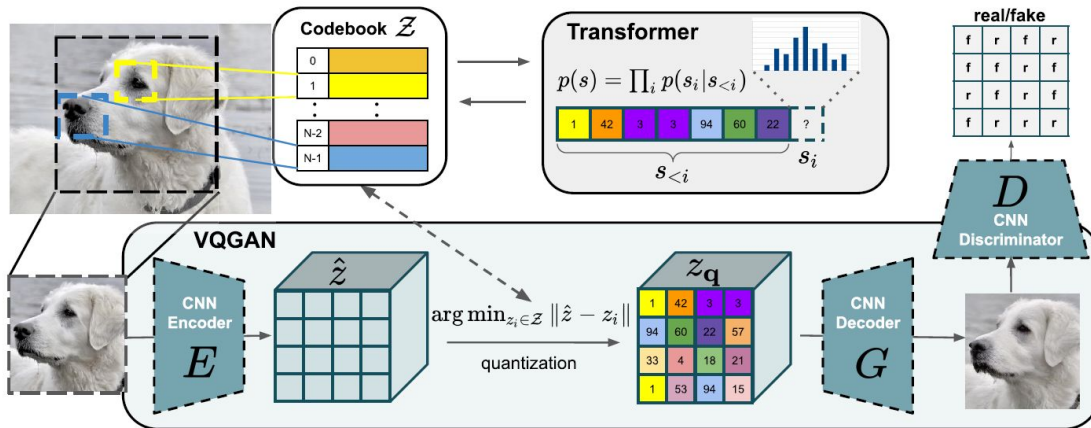 Codebook 𝒵
0
1
⋮ ⋮
N-2
N-1
Transformer
p(s) = ∏ᵢ p(sᵢ|s<ᵢ)
1 42 3 3 94 60 22 ?
s<ᵢ
sᵢ
real/fake
f r f r
f f r r
r f r f
f r r r
D
CNN
Discriminator
VQGAN
CNN
Encoder
E
ẑ
arg min_{zᵢ∈𝒵} ‖ẑ − zᵢ‖
quantization
z_𝐪
1 42 3 3
94 60 22 57
33 4 18 21
1 53 94 15
CNN
Decoder
G